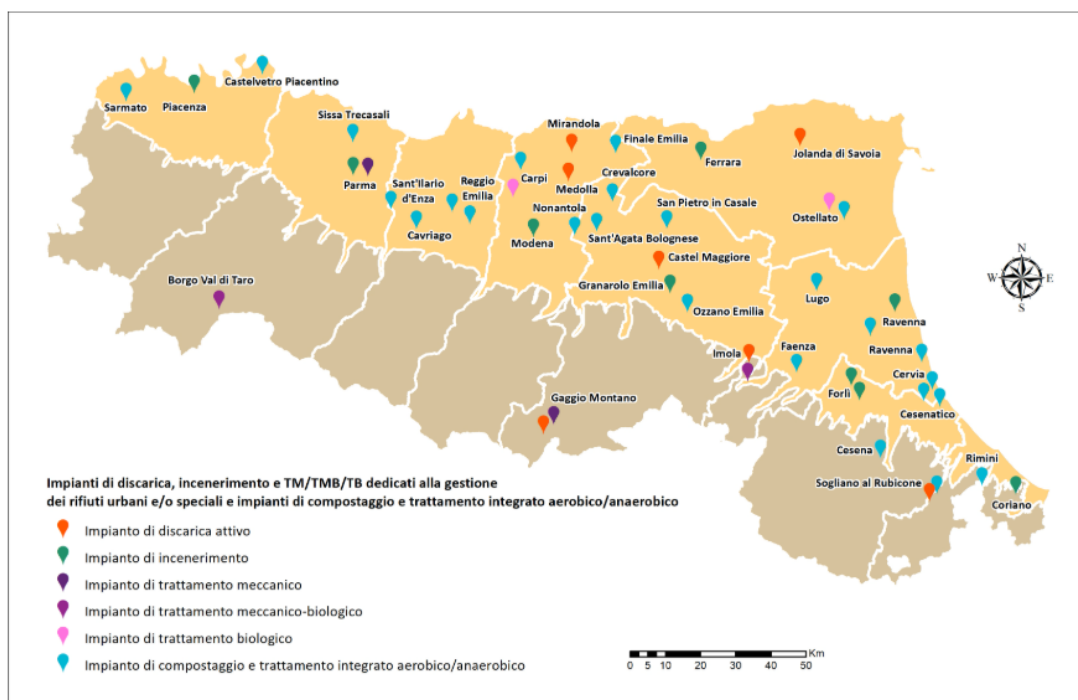 Castelvetro Piacentino
Sarmato
Piacenza
Sissa Trecasali
Mirandola
Finale Emilia
Ferrara
Jolanda di Savoia
Parma
Sant'Ilario
d'Enza
Reggio
Emilia
Carpi
Medolla
Crevalcore
Cavriago
Nonantola
San Pietro in Casale
Ostellato
Modena
Sant'Agata Bolognese
Castel Maggiore
N
W
E
S
Borgo Val di Taro
Granarolo Emilia
Ozzano Emilia
Lugo
Ravenna
Imola
Faenza
Ravenna
Cervia
Forlì
Gaggio Montano
Cesenatico
Cesena
Rimini
Sogliano al Rubicone
Coriano
Impianti di discarica, incenerimento e TM/TMB/TB dedicati alla gestione
dei rifiuti urbani e/o speciali e impianti di compostaggio e trattamento integrato aerobico/anaerobico
Impianto di discarica attivo
Impianto di incenerimento
Impianto di trattamento meccanico
Impianto di trattamento meccanico-biologico
Impianto di trattamento biologico
Impianto di compostaggio e trattamento integrato aerobico/anaerobico
Km
0 5 10 20 30 40 50